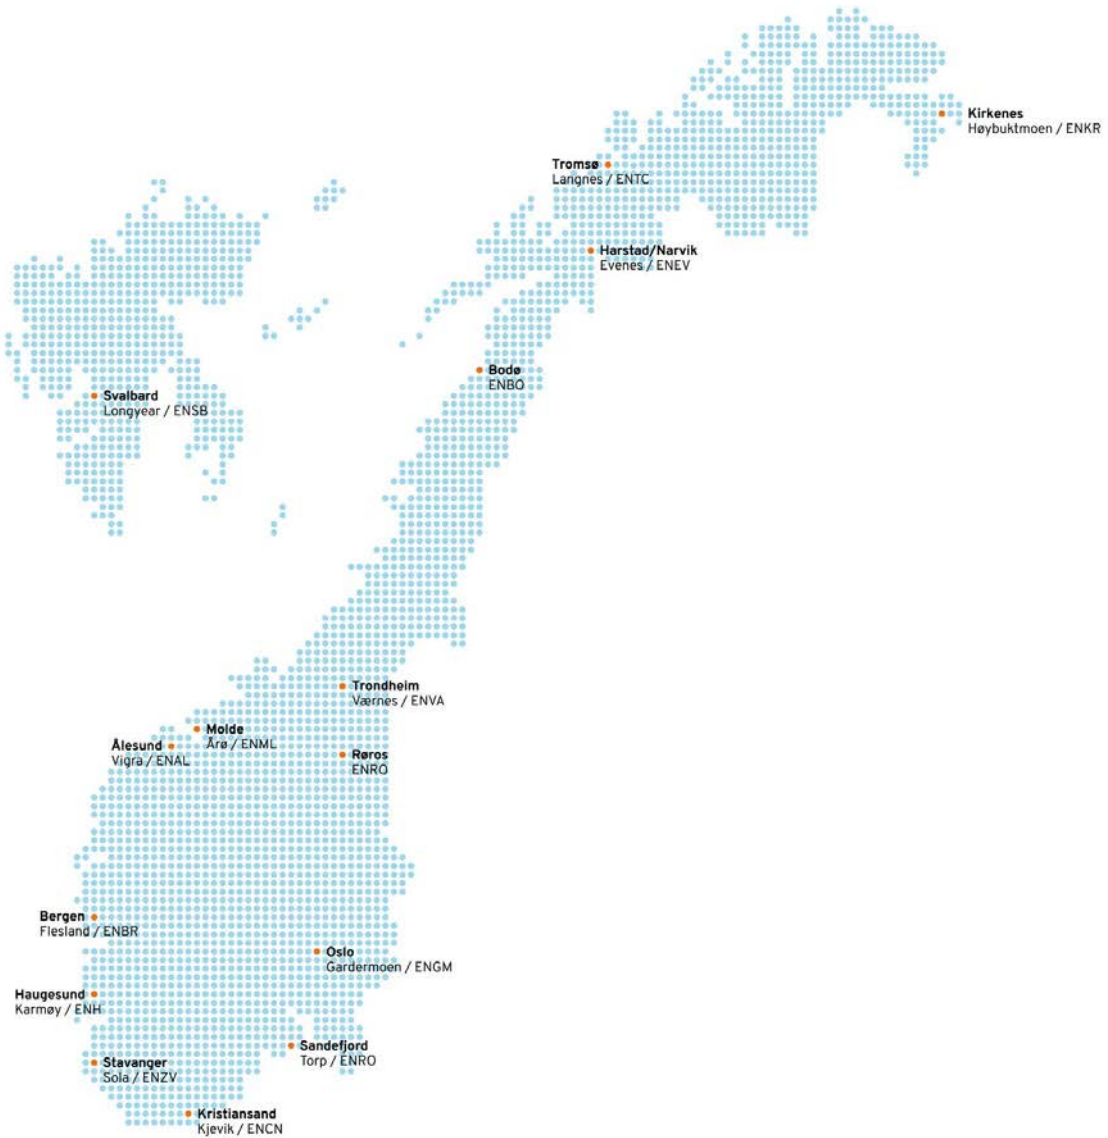 Kirkenes
Høybuktmoen / ENKR
Tromsø
Langnes / ENTC
Harstad/Narvik
Evenes / ENEV
Bodø
ENBO
Svalbard
Longyear / ENSB
Trondheim
Værnes / ENVA
Molde
Årø / ENML
Ålesund
Vigra / ENAL
Røros
ENRO
Bergen
Flesland / ENBR
Oslo
Gardermoen / ENGM
Haugesund
Karmøy / ENH
Sandefjord
Torp / ENRO
Stavanger
Sola / ENZV
Kristiansand
Kjevik / ENCN